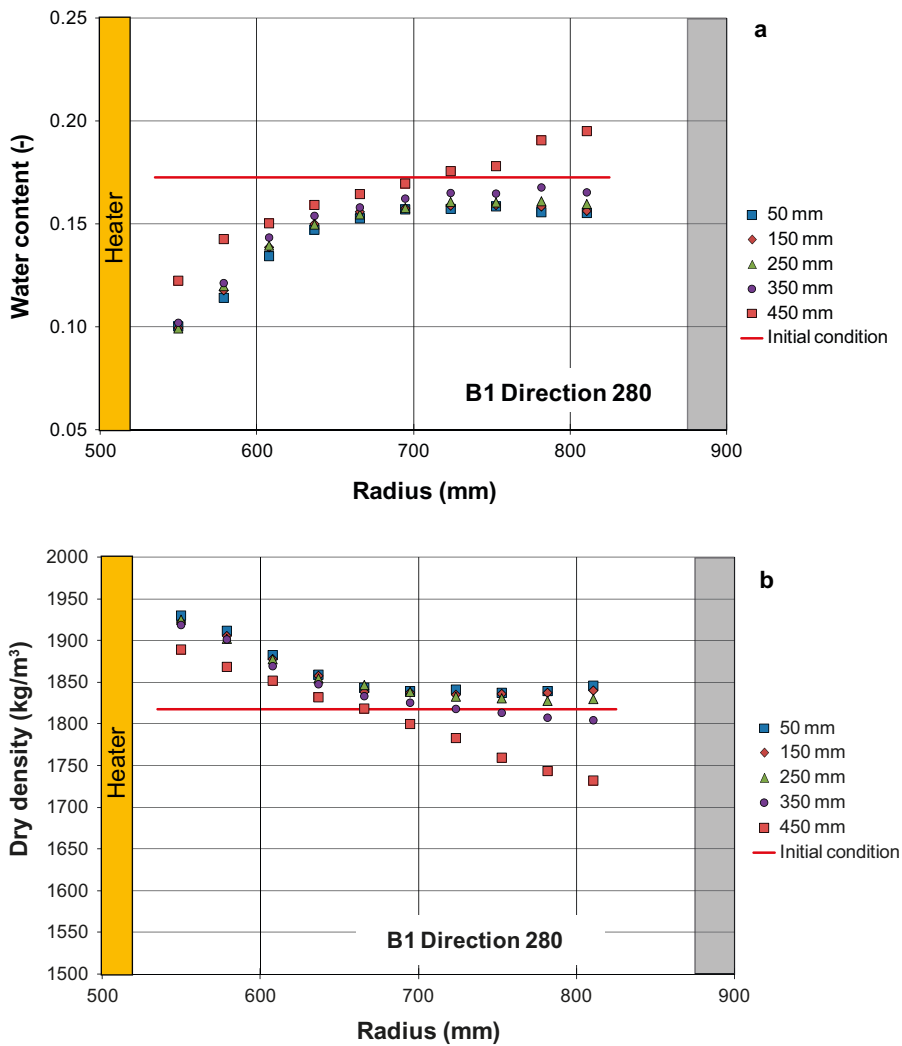 0.25
a
0.20
0.15
0.10
0.05
Water content (-)
Heater
50 mm
150 mm
250 mm
350 mm
450 mm
Initial condition
B1 Direction 280
500
600
700
800
900
Radius (mm)
2000
b
1950
1900
1850
1800
1750
1700
1650
1600
1550
1500
Dry density (kg/m³)
Heater
50 mm
150 mm
250 mm
350 mm
450 mm
Initial condition
B1 Direction 280
500
600
700
800
900
Radius (mm)